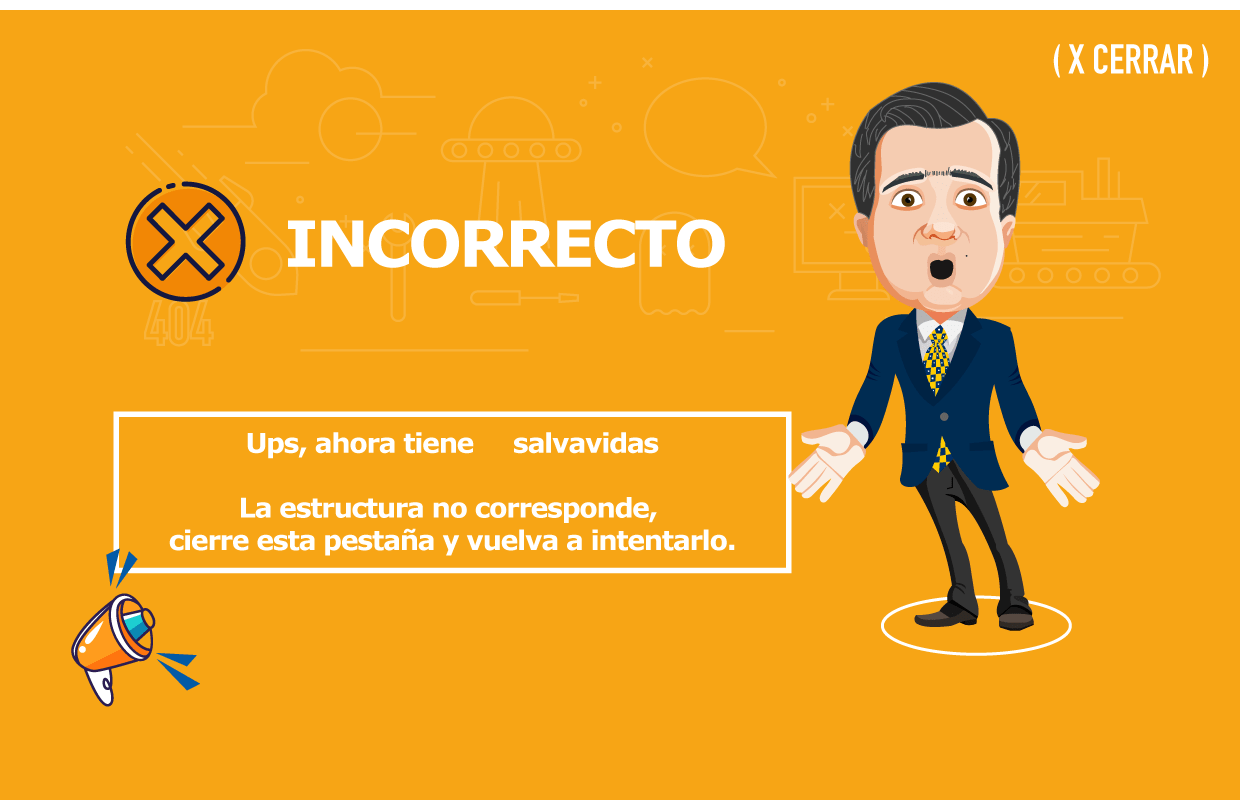 ( X CERRAR )
INCORRECTO
404
Ups, ahora tiene salvavidas
La estructura no corresponde,
cierre esta pestaña y vuelva a intentarlo.